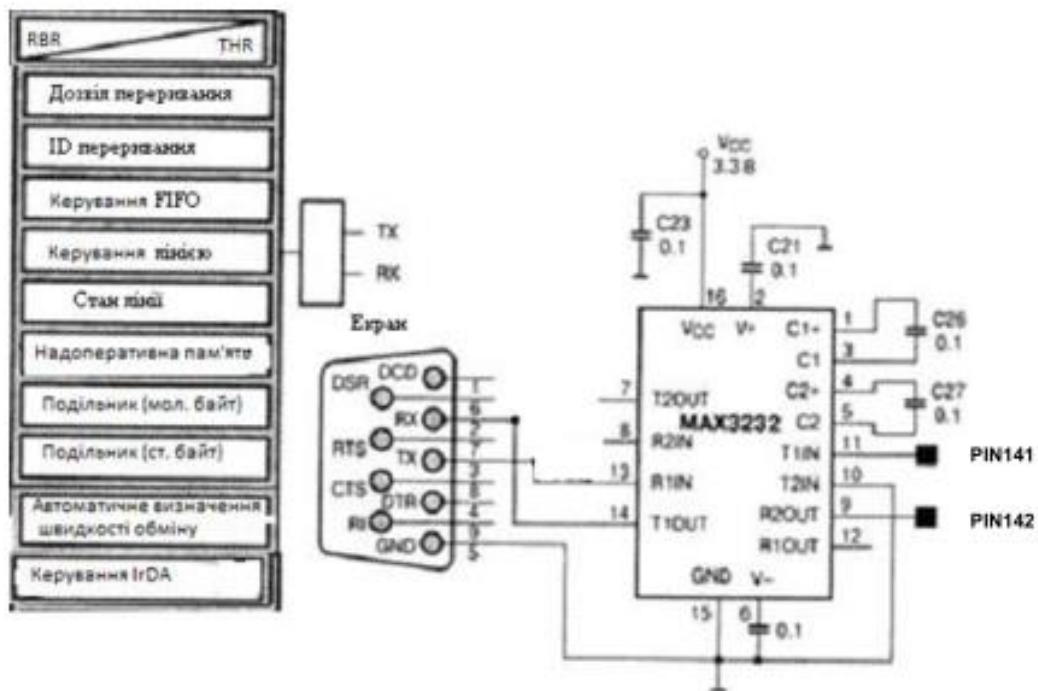 RBR
THR
Дозвіл переривання
ID переривання
Керування FIFO
Керування лінією
Стан лінії
Надоперативна пам'яте
Подільник (мол. байт)
Подільник (ст. байт)
Автоматичне визначення
швидкості обміну
Керування IrDA
TX
RX
Екран
DCD
DSR
RX
RTS
TX
CTS
DTR
RI
GND
1
6
2
7
3
8
4
9
5
VCC
3.3В
C23
0.1
C21
0.1
16
2
VCC
V+
C1+
1
C1
3
C26
0.1
C2+
4
C2
5
C27
0.1
7
T2OUT
8
R2IN
MAX3232
13
R1IN
14
T1OUT
T1IN
11
PIN141
T2IN
10
R2OUT
9
PIN142
R1OUT
12
GND
V-
15
6
0.1